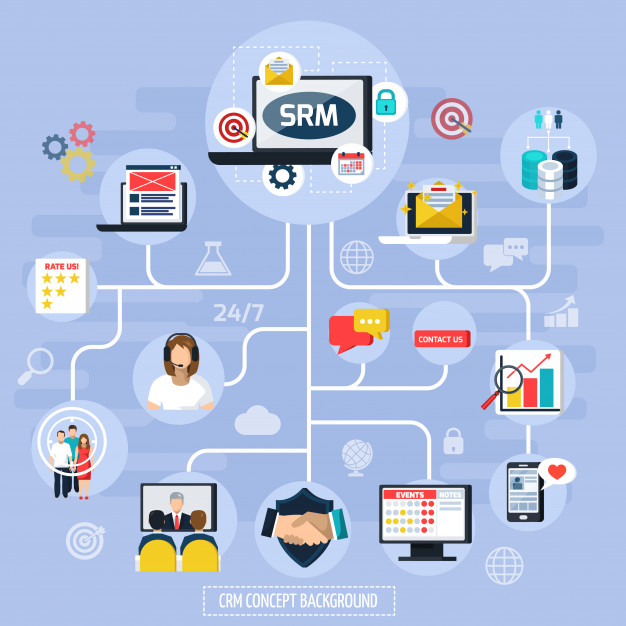 SRM
RATE US!
24/7
CONTACT US
EVENTS
NOTES
CRM CONCEPT BACKGROUND